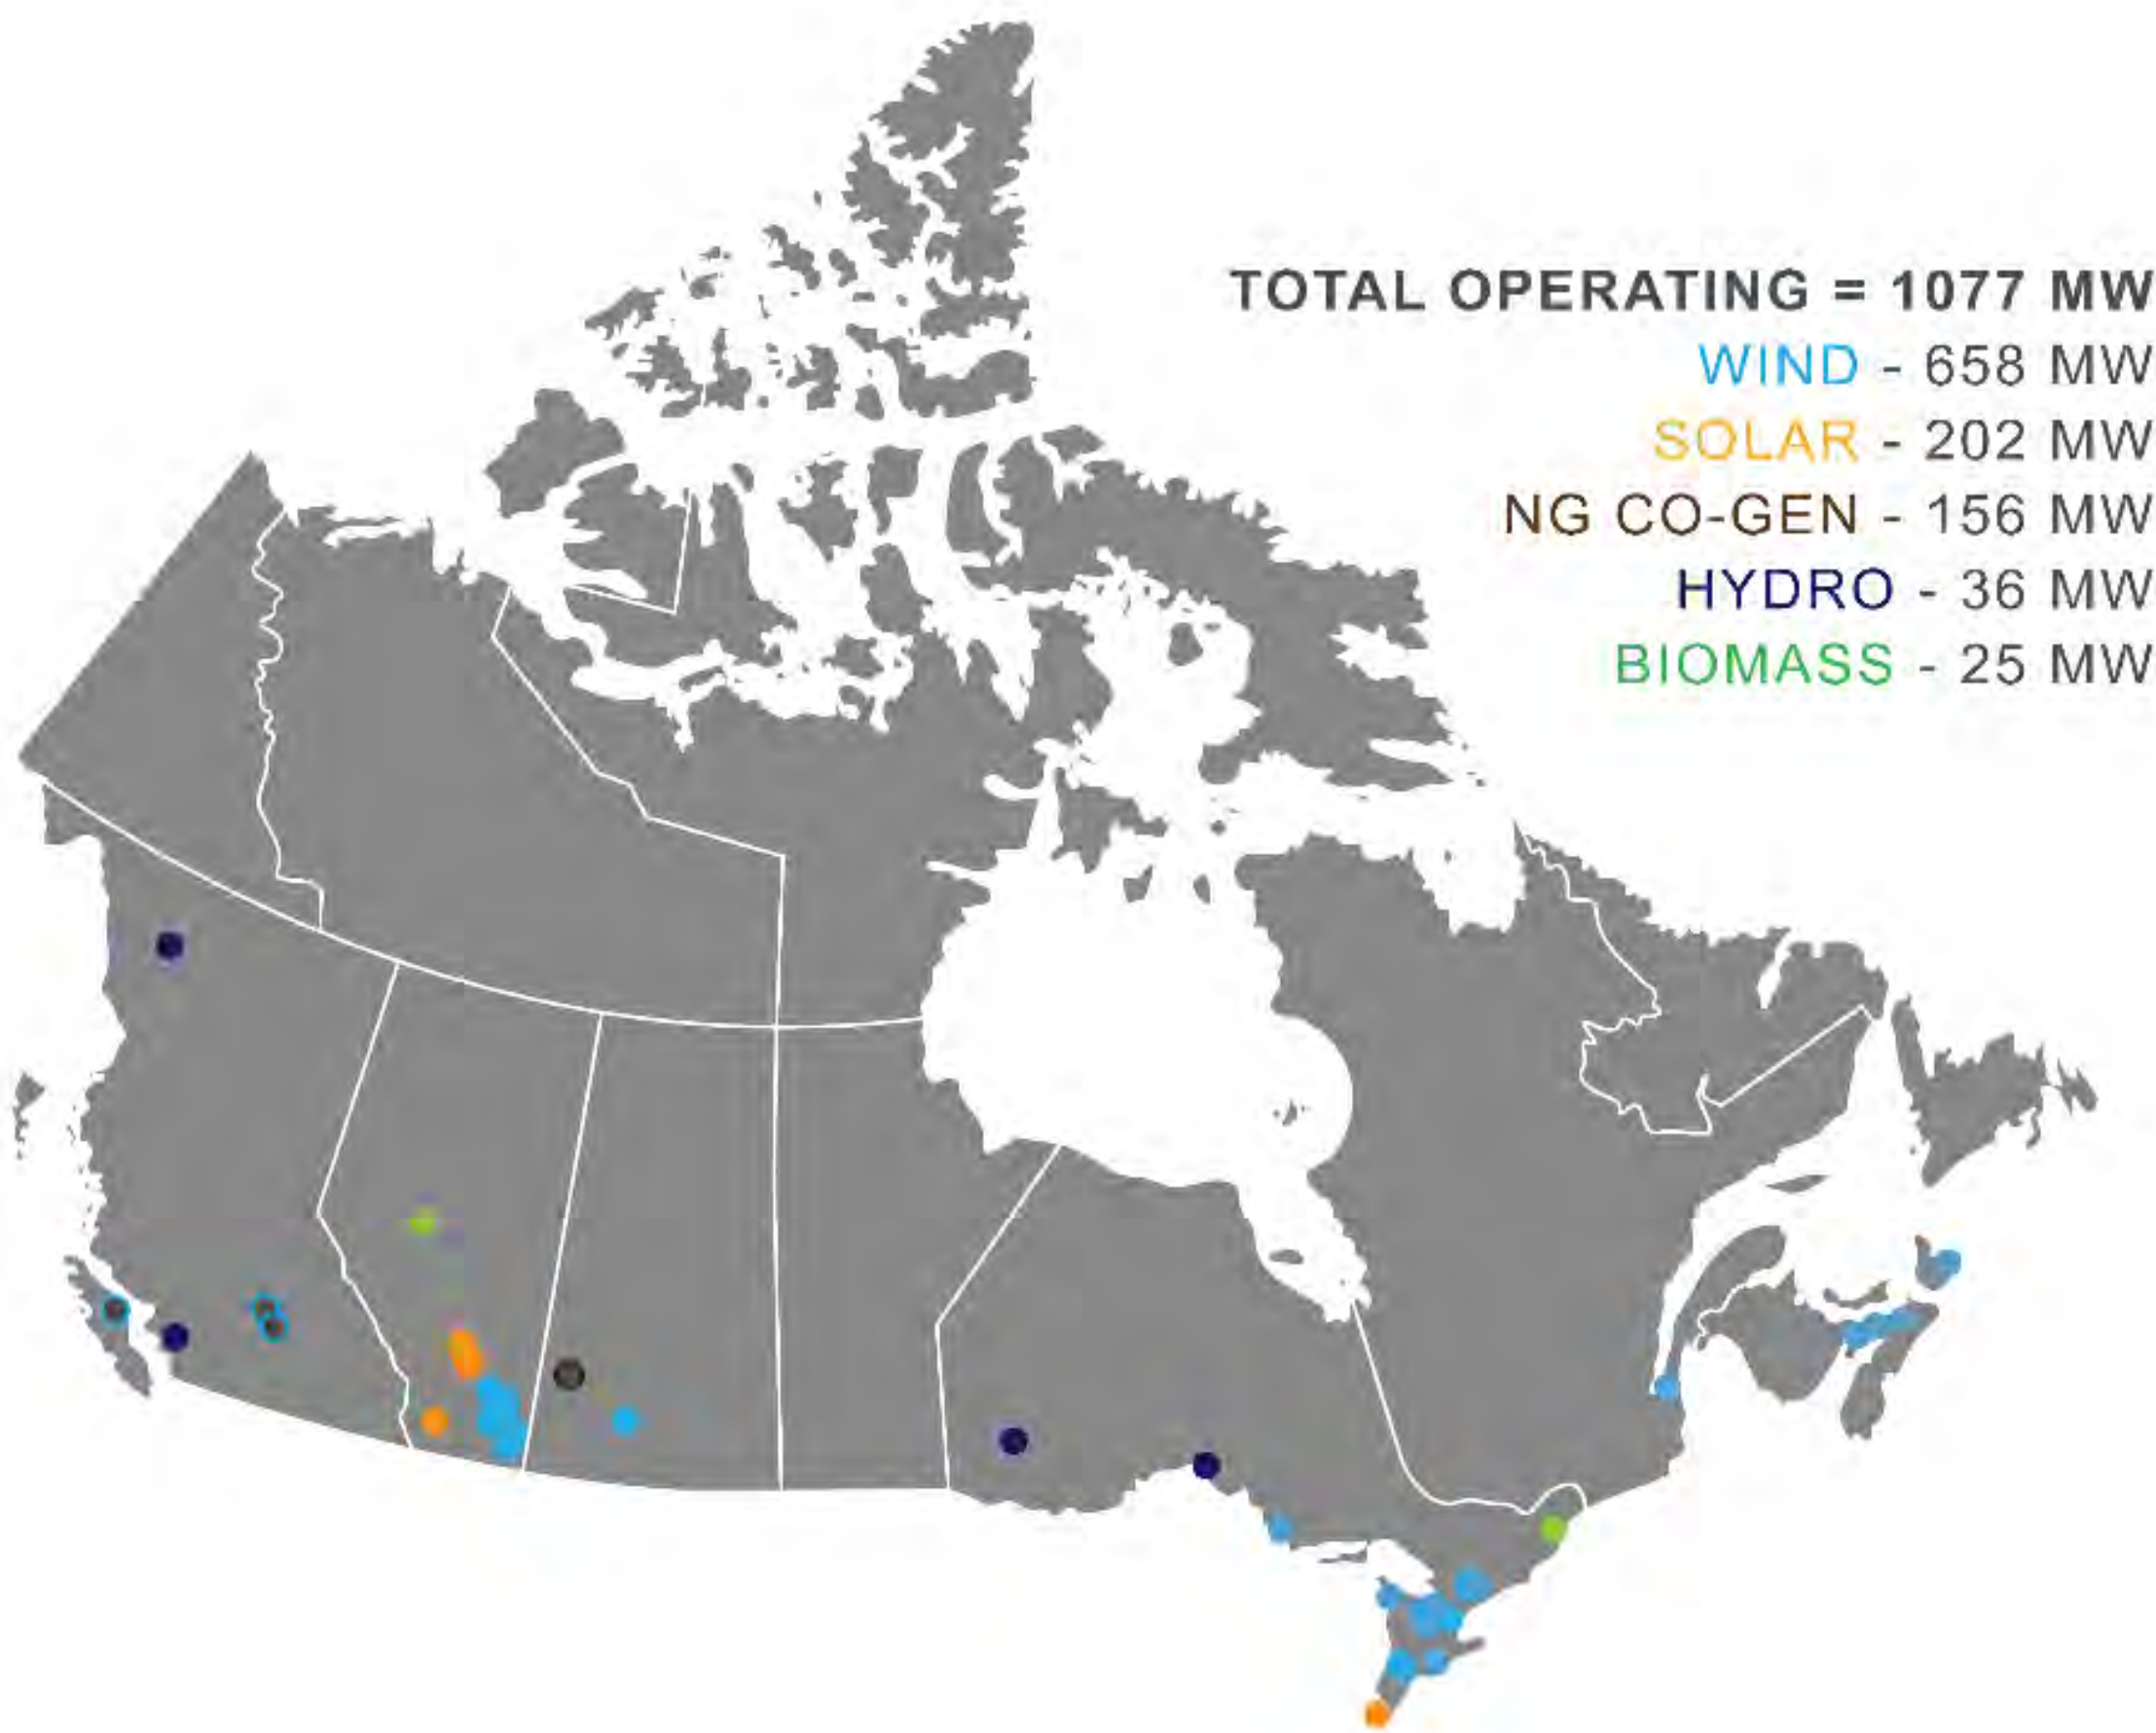 TOTAL OPERATING = 1077 MW
WIND - 658 MW
SOLAR - 202 MW
NG CO-GEN - 156 MW
HYDRO - 36 MW
BIOMASS - 25 MW